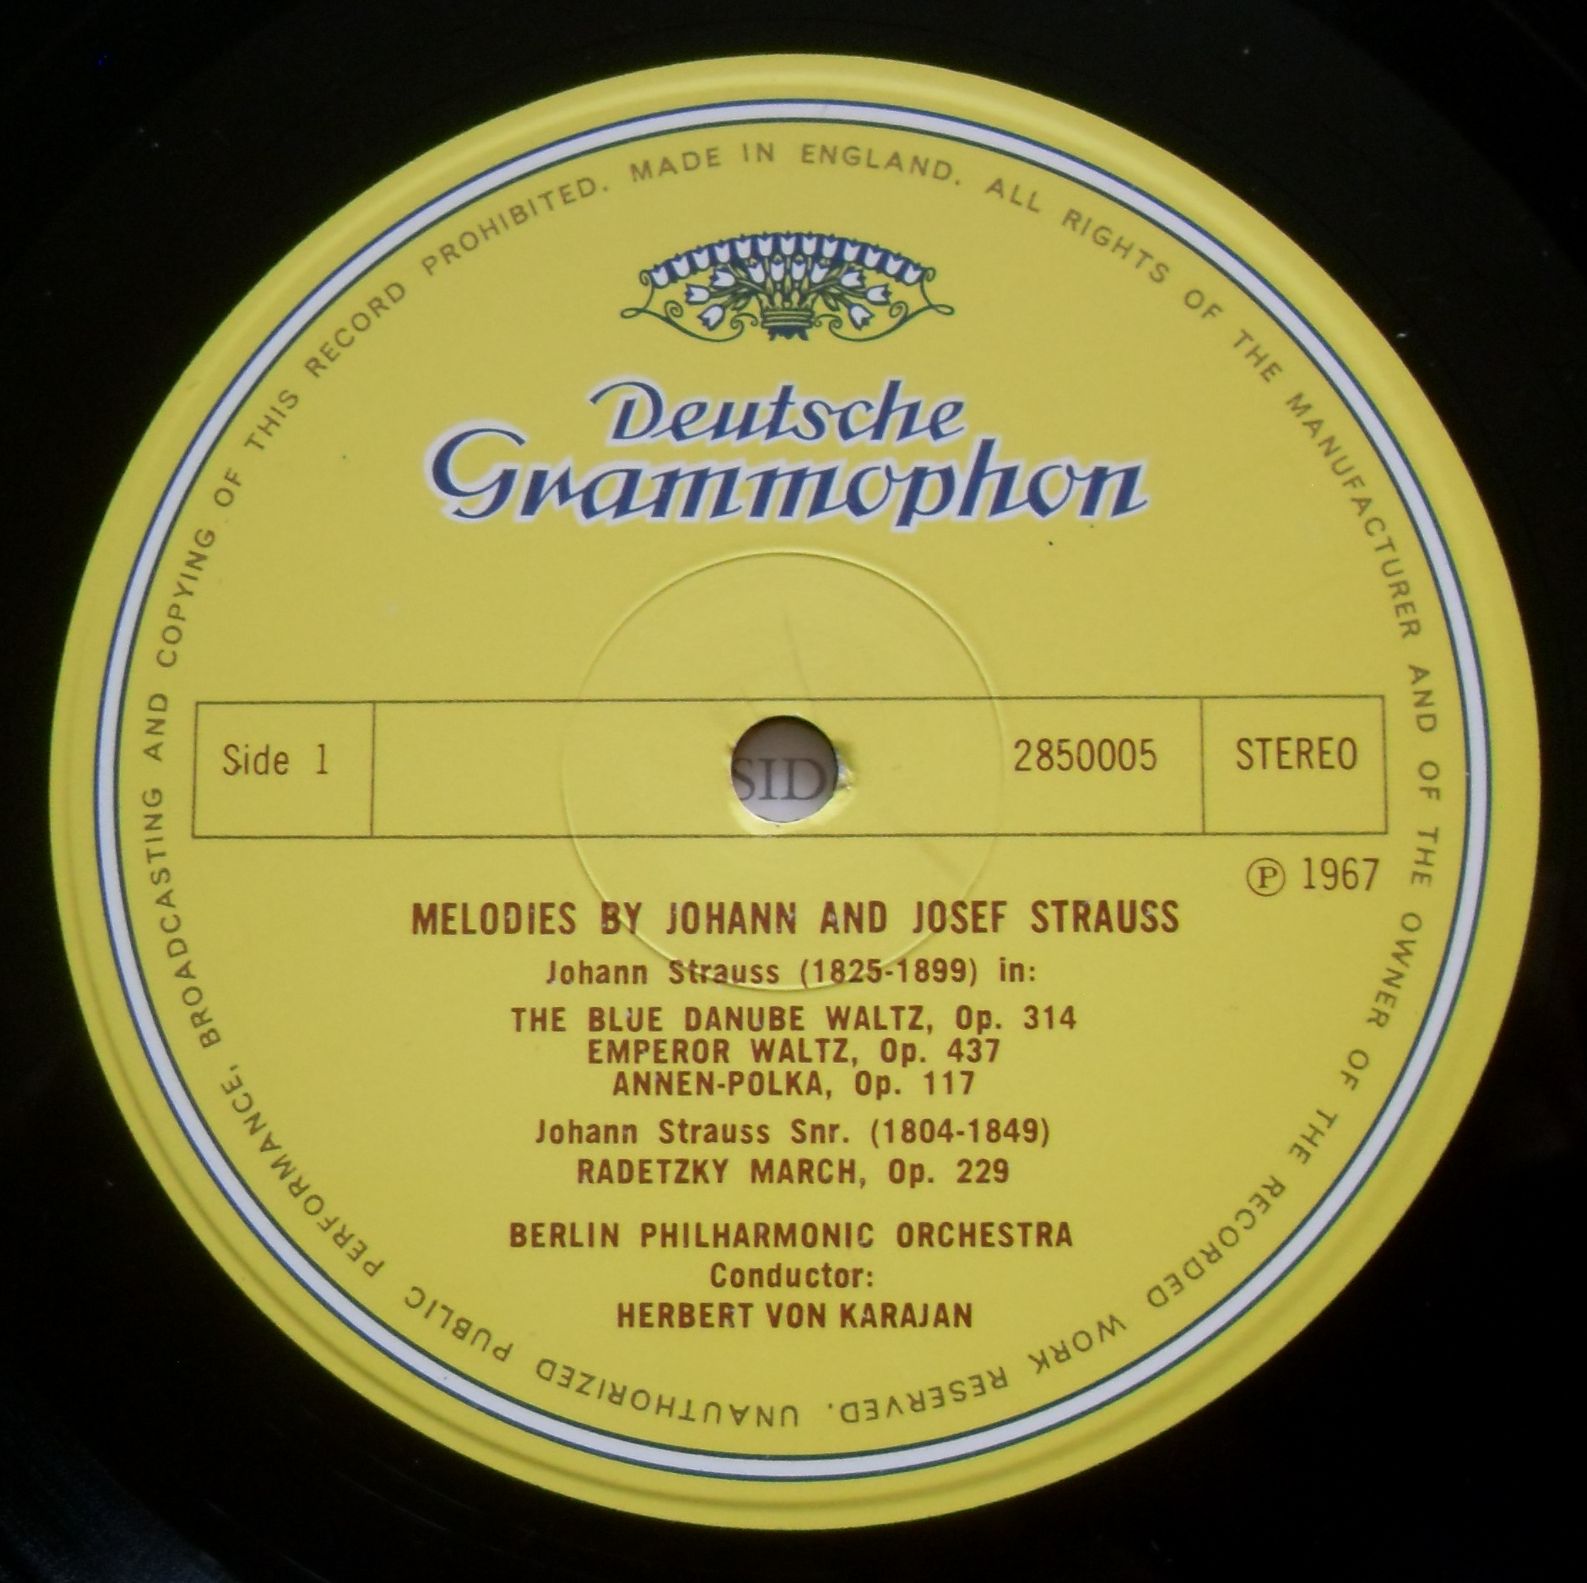 MADE IN ENGLAND. ALL RIGHTS OF THE MANUFACTURER AND OF THE OWNER OF THE RECORDED WORK RESERVED. UNAUTHORIZED PUBLIC PERFORMANCE, BROADCASTING AND COPYING OF THIS RECORD PROHIBITED.
Deutsche
Grammophon
Side 1
SID
2850005
STEREO
℗ 1967
MELODIES BY JOHANN AND JOSEF STRAUSS
Johann Strauss (1825-1899) in:
THE BLUE DANUBE WALTZ, Op. 314
EMPEROR WALTZ, Op. 437
ANNEN-POLKA, Op. 117
Johann Strauss Snr. (1804-1849)
RADETZKY MARCH, Op. 229
BERLIN PHILHARMONIC ORCHESTRA
Conductor:
HERBERT VON KARAJAN